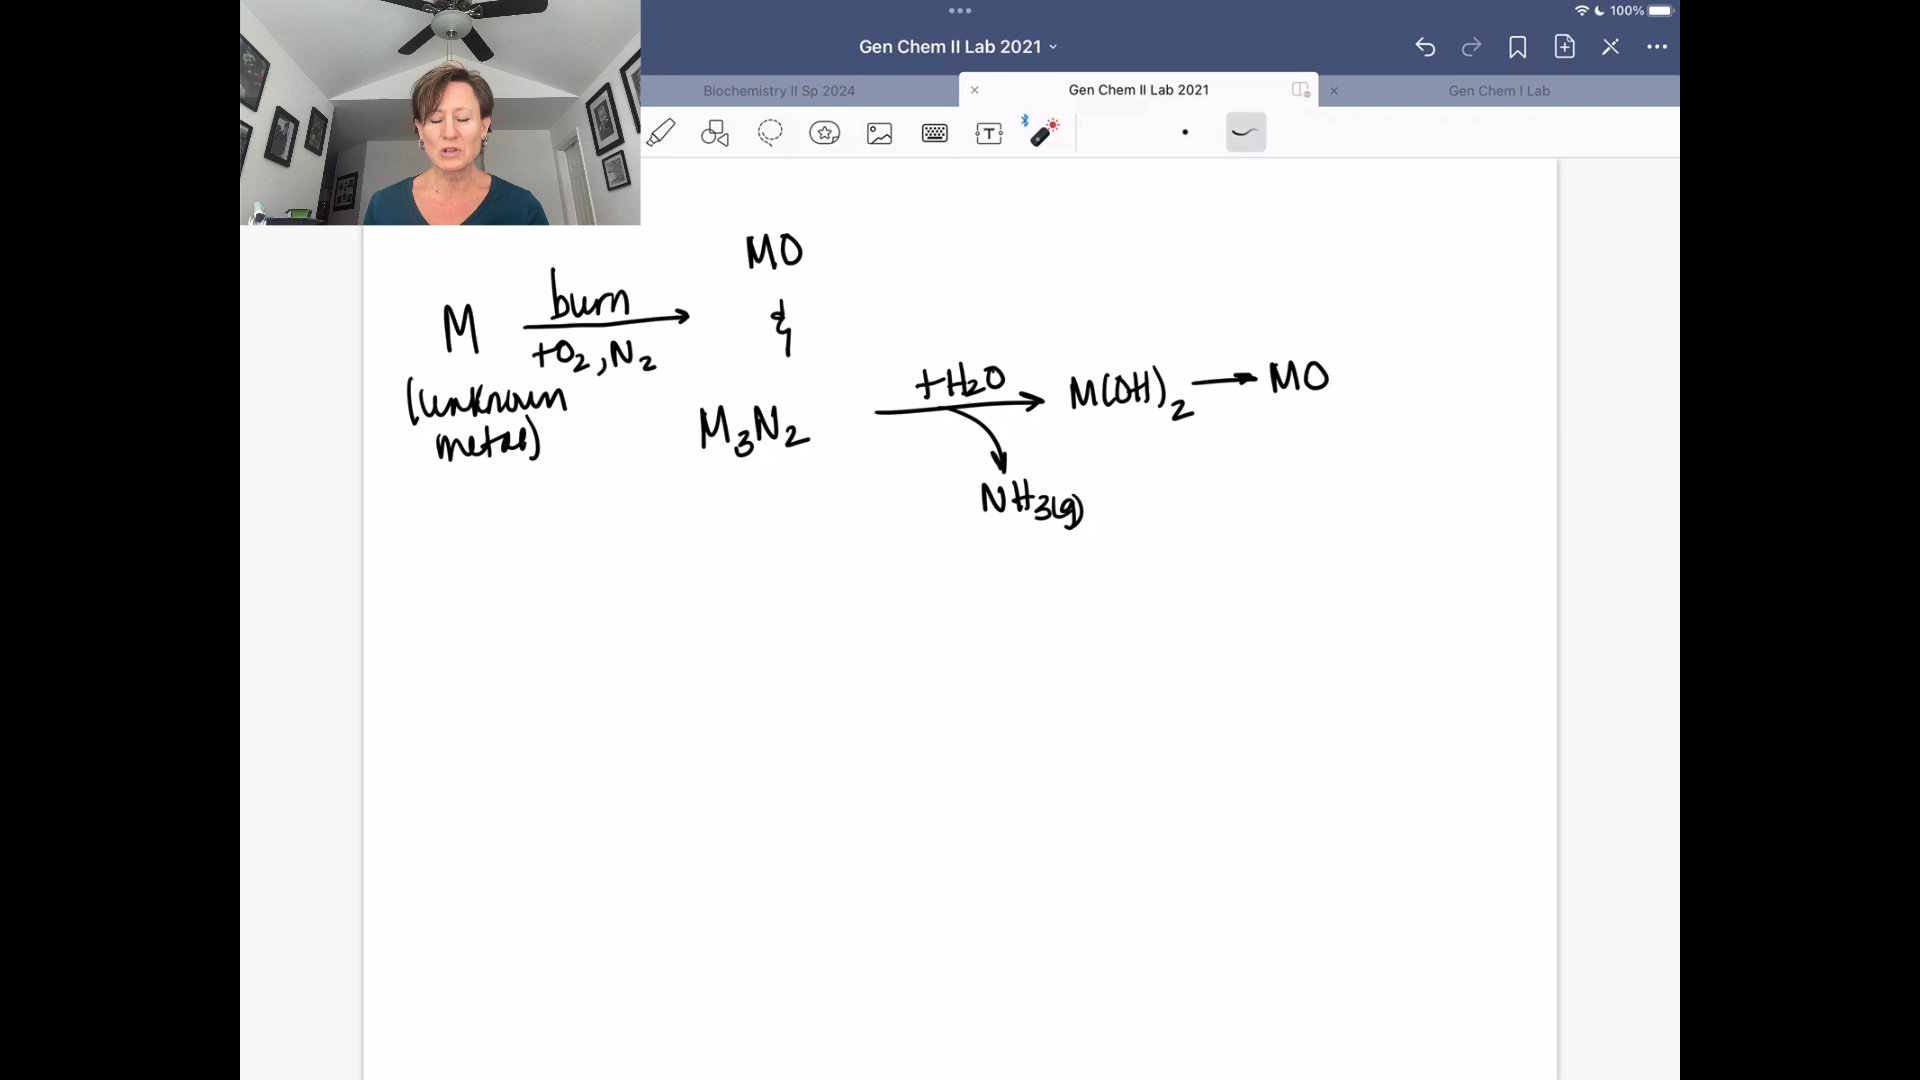 100%
Gen Chem II Lab 2021
Biochemistry II Sp 2024
Gen Chem II Lab 2021
Gen Chem I Lab
T
MO
M burn
+O₂, N₂
&
(unknown
metal)
M₃N₂
+H₂O
M(OH)₂ → MO
NH₃(g)